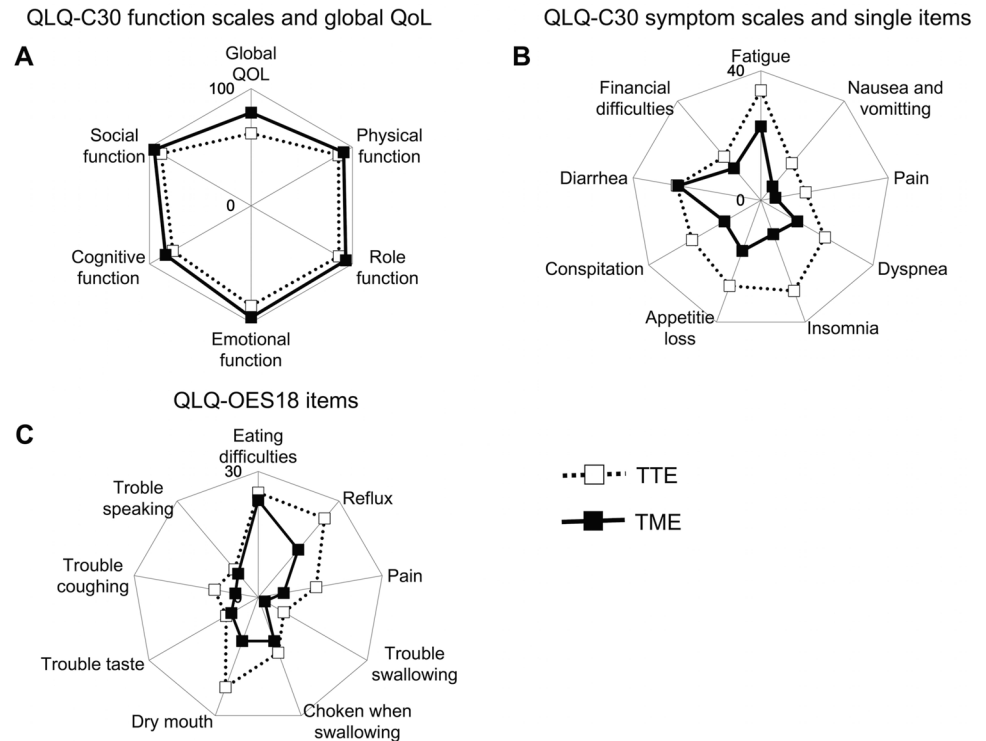 QLQ-C30 function scales and global QoL
A
Global
QOL
100
Social
function
Physical
function
0
Cognitive
function
Role
function
Emotional
function
QLQ-C30 symptom scales and single items
B
Fatigue
40
Financial
difficulties
Nausea and
vomitting
Diarrhea
Pain
0
Conspitation
Dyspnea
Appetitie
loss
Insomnia
QLQ-OES18 items
C
Eating
difficulties
30
Troble
speaking
Reflux
Trouble
coughing
Pain
Trouble taste
Trouble
swallowing
Dry mouth
Choken when
swallowing
TTE
TME